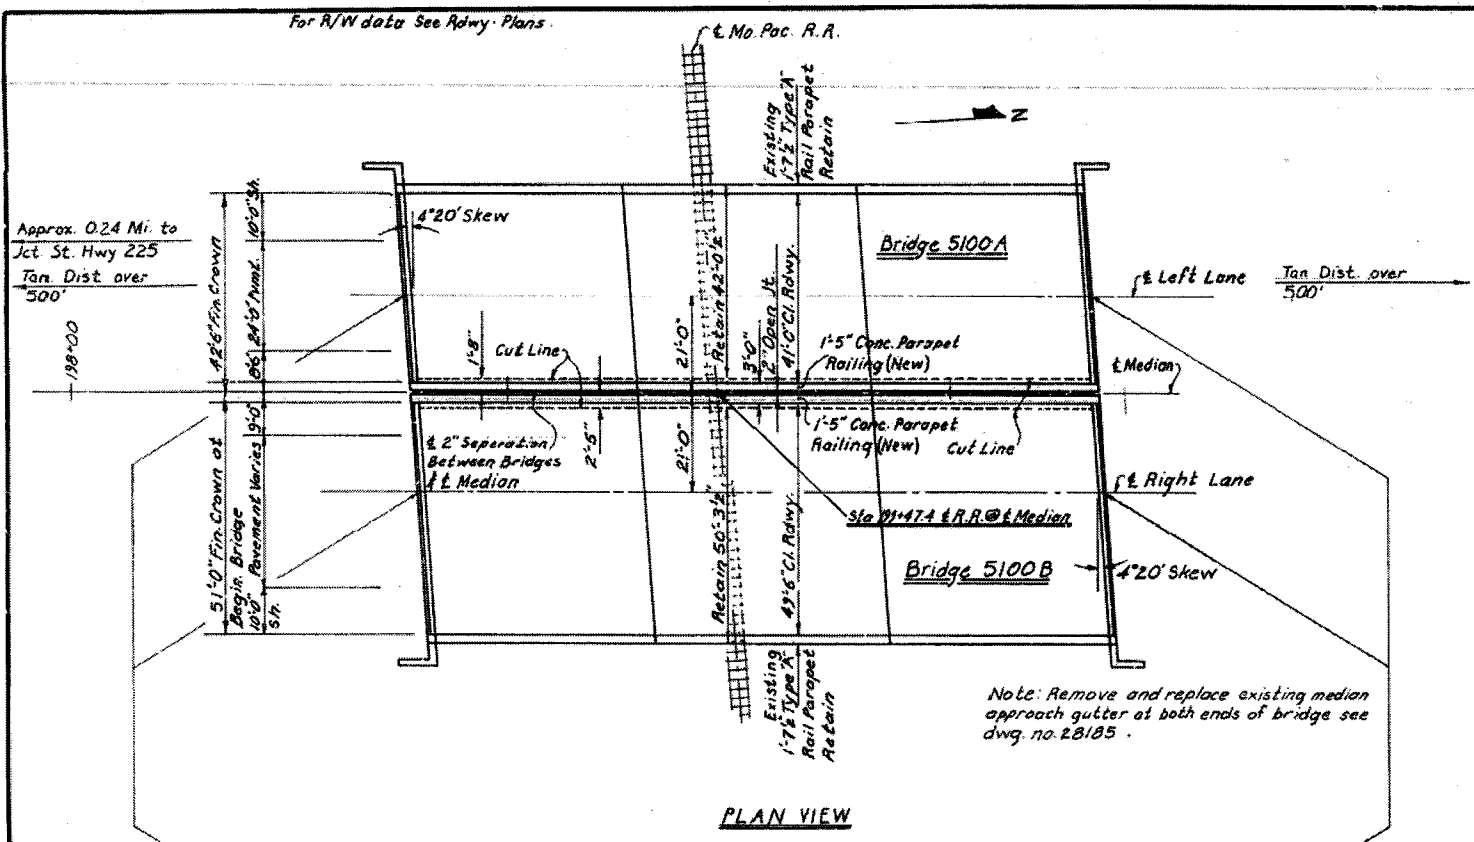 For R/W data See Rdwy. Plans.
℄ Mo. Pac. R.R.
N
Existing
1'-7½" Type "A"
Rail Parapet
Retain
4°20' Skew
Bridge 5100A
Approx. 0.24 Mi. to
Jct. St. Hwy 225
Tan. Dist. over
500'
198+00
42'-6" Fin. Crown
10'-0" Sh.
24'-0" Pvmt.
8'-6"
℄ Left Lane
Tan. Dist. over
500'
1'-8"
Cut Line
21'-0"
Retain 42'-0½"
3'-0"
2" Open Jt.
41'-0" Cl. Rdwy.
1'-5" Conc. Parapet
Railing (New)
℄ Median
℄ 2" Seperation
Between Bridges
& ℄ Median
2'-5"
21'-0"
1'-5" Conc. Parapet
Railing (New)
Cut Line
51'-0" Fin. Crown at
Begin. Bridge
9'-0"
Pavement Varies
10'-0"
Sh.
℄ Right Lane
℄ R.R. @ ℄ Median
Retain 50'-3½"
49'-6" Cl. Rdwy.
Bridge 5100B
4°20' Skew
Existing
1'-7½" Type "A"
Rail Parapet
Retain
Note: Remove and replace existing median
approach gutter at both ends of bridge see
dwg. no. 28185.
PLAN VIEW